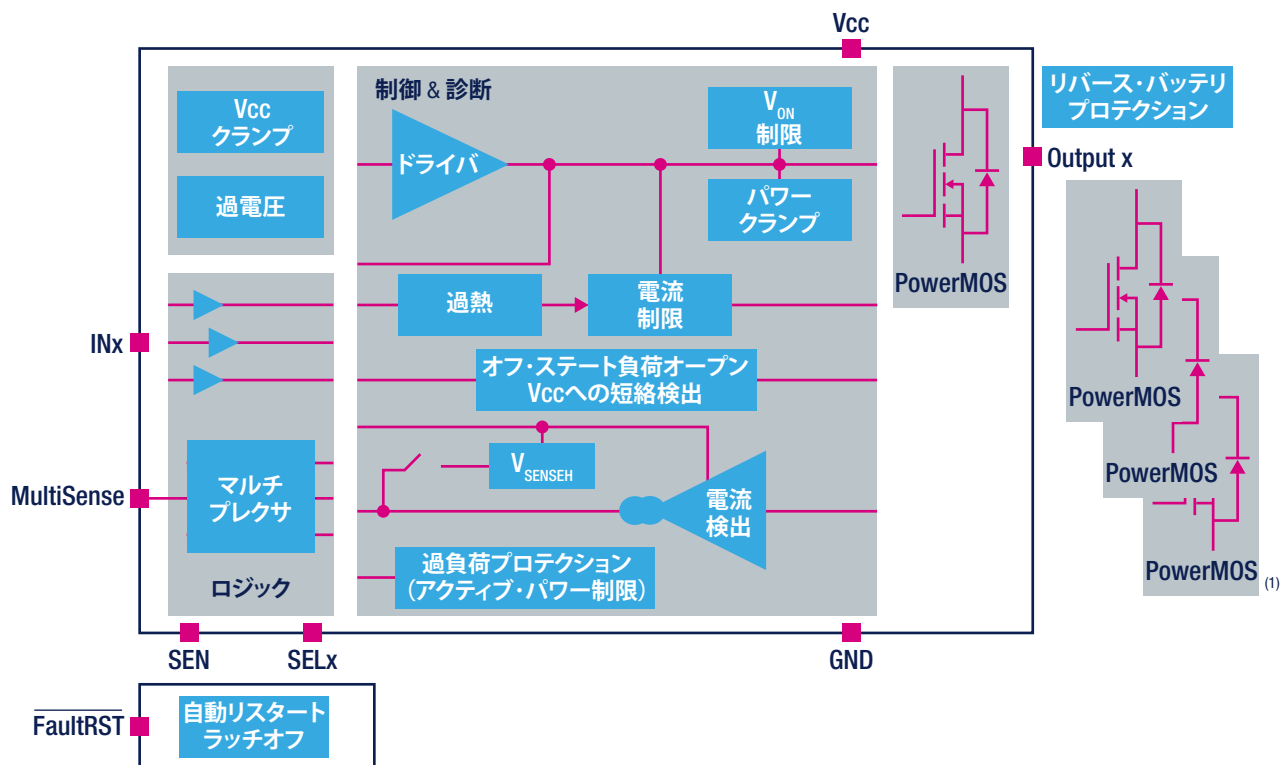 Vcc
制御 & 診断
Vcc
クランプ
過電圧
ドライバ
VON
制限
パワー
クランプ
PowerMOS
リバース・バッテリ
プロテクション
Output x
INx
過熱
電流
制限
オフ・ステート負荷オープン
Vccへの短絡検出
PowerMOS
PowerMOS
PowerMOS (1)
MultiSense
マルチ
プレクサ
VSENSEH
電流
検出
過負荷プロテクション
(アクティブ・パワー制限)
ロジック
SEN
SELx
GND
FaultRST
自動リスタート
ラッチオフ